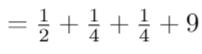 = 1/2 + 1/4 + 1/4 + 9